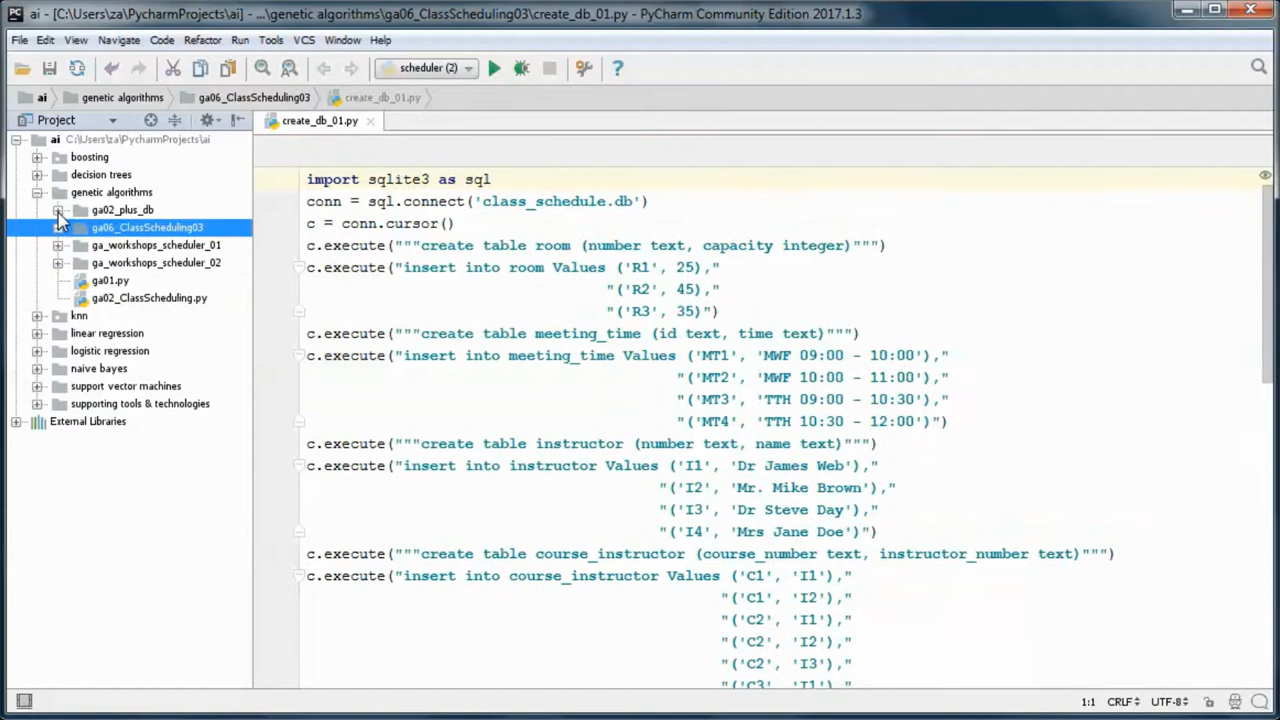 PC ai - [C:\Users\za\PycharmProjects\ai] - ...\genetic algorithms\ga06_ClassScheduling03\create_db_01.py - PyCharm Community Edition 2017.1.3
File Edit View Navigate Code Refactor Run Tools VCS Window Help
scheduler (2)
ai genetic algorithms ga06_ClassScheduling03 create_db_01.py
Project
create_db_01.py
ai C:\Users\za\PycharmProjects\ai
boosting
decision trees
genetic algorithms
ga02_plus_db
ga06_ClassScheduling03
ga_workshops_scheduler_01
ga_workshops_scheduler_02
ga01.py
ga02_ClassScheduling.py
knn
linear regression
logistic regression
naive bayes
support vector machines
supporting tools & technologies
External Libraries
import sqlite3 as sql
conn = sql.connect('class_schedule.db')
c = conn.cursor()
c.execute("""create table room (number text, capacity integer)""")
c.execute("insert into room Values ('R1', 25),"
"('R2', 45),"
"('R3', 35)")
c.execute("""create table meeting_time (id text, time text)""")
c.execute("insert into meeting_time Values ('MT1', 'MWF 09:00 - 10:00'),"
"('MT2', 'MWF 10:00 - 11:00'),"
"('MT3', 'TTH 09:00 - 10:30'),"
"('MT4', 'TTH 10:30 - 12:00')")
c.execute("""create table instructor (number text, name text)""")
c.execute("insert into instructor Values ('I1', 'Dr James Web'),"
"('I2', 'Mr. Mike Brown'),"
"('I3', 'Dr Steve Day'),"
"('I4', 'Mrs Jane Doe')")
c.execute("""create table course_instructor (course_number text, instructor_number text)""")
c.execute("insert into course_instructor Values ('C1', 'I1'),"
"('C1', 'I2'),"
"('C2', 'I1'),"
"('C2', 'I2'),"
"('C2', 'I3'),"
"('C3', 'I1'),"
1:1 CRLF UTF-8